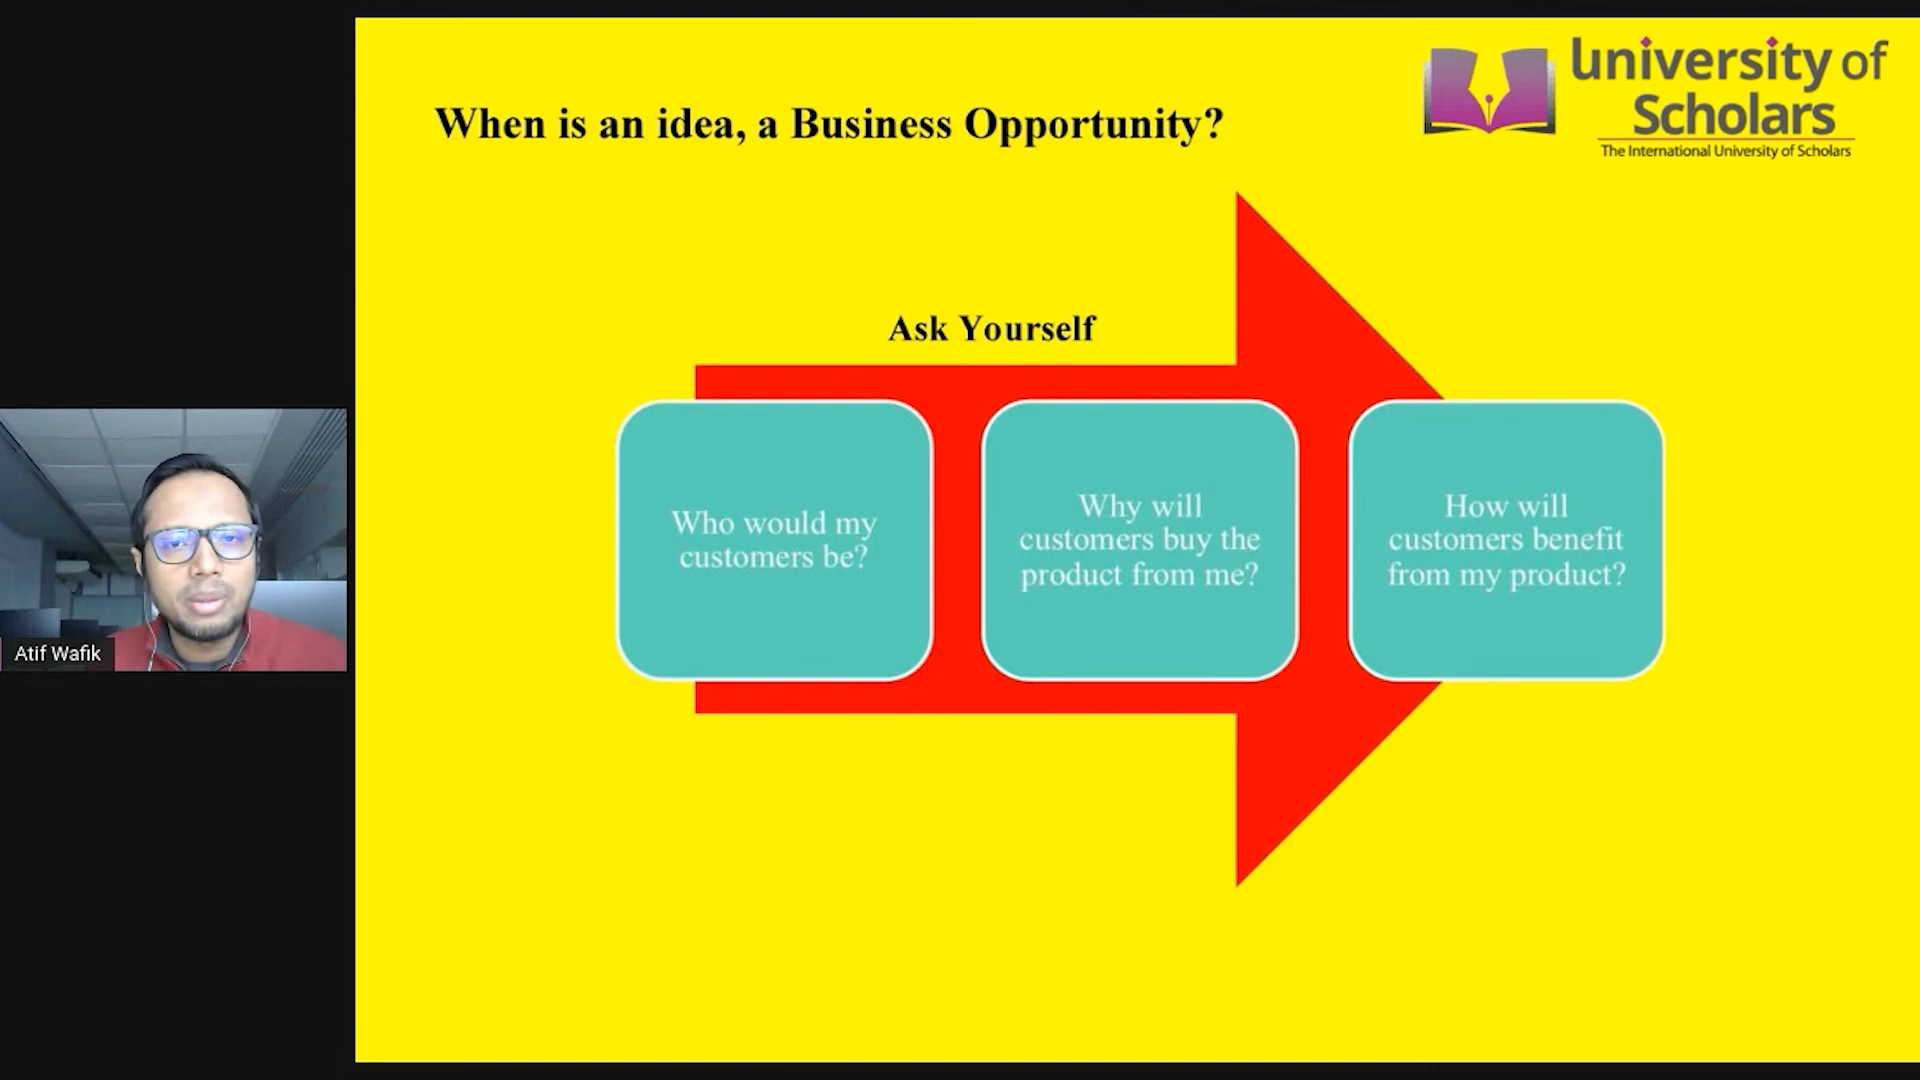 When is an idea, a Business Opportunity?
University of
Scholars
The International University of Scholars
Ask Yourself
Who would my
customers be?
Why will
customers buy the
product from me?
How will
customers benefit
from my product?
Atif Wafik